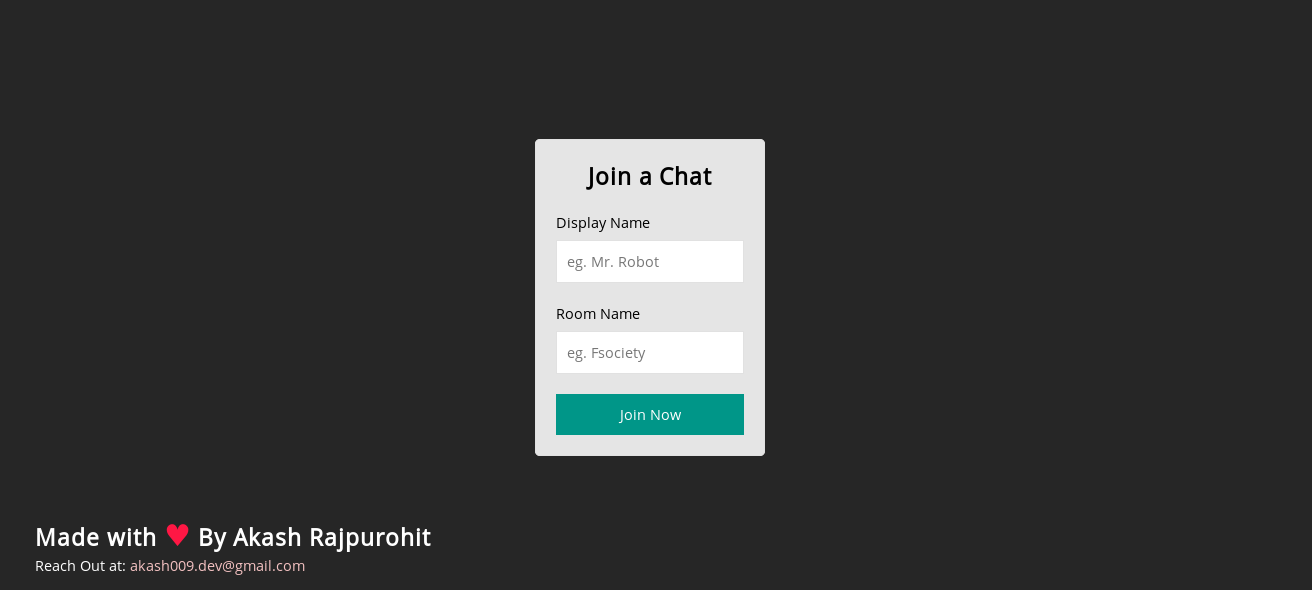 Join a Chat
Display Name
eg. Mr. Robot
Room Name
eg. Fsociety
Join Now
Made with ♥ By Akash Rajpurohit
Reach Out at: akash009.dev@gmail.com